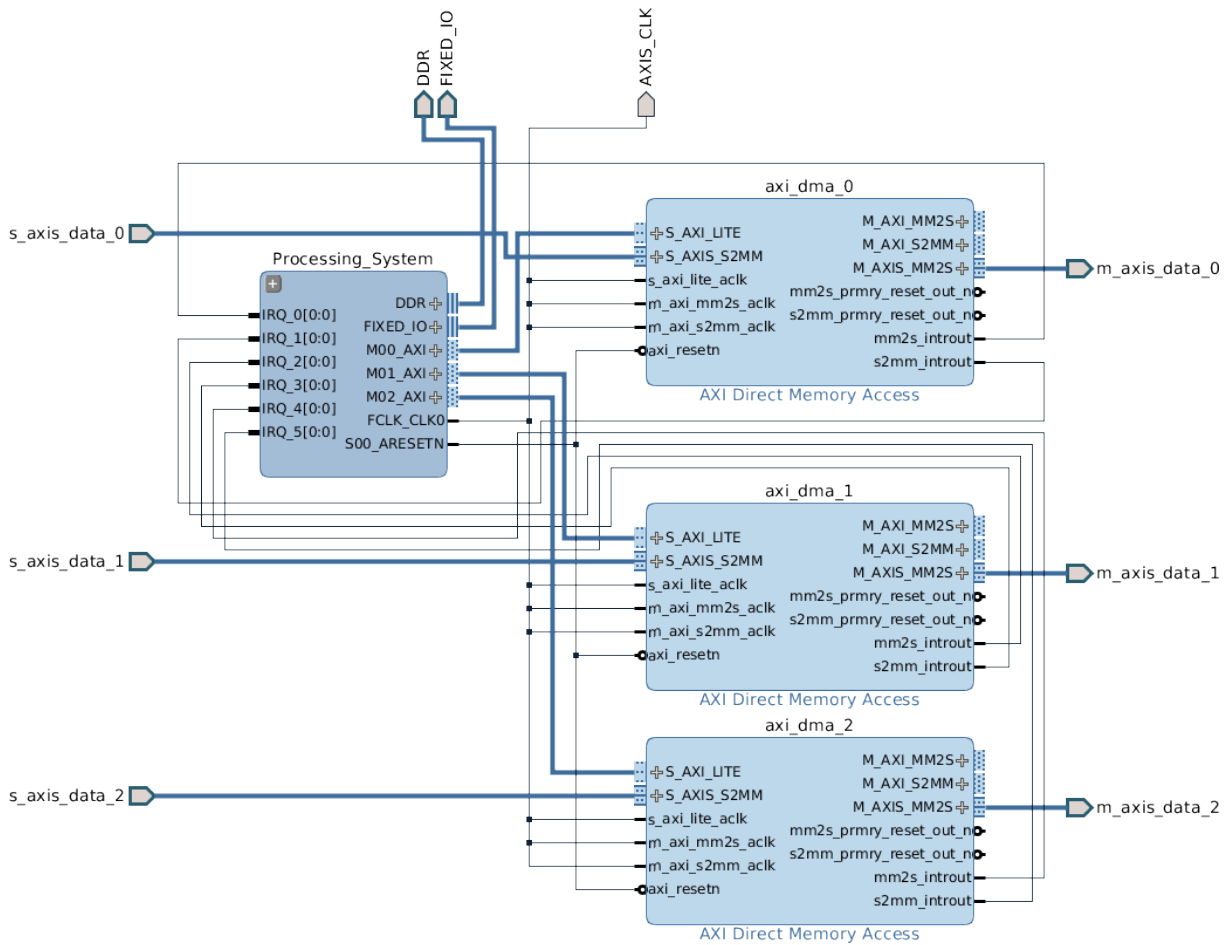 DDR
FIXED_IO
AXIS_CLK
s_axis_data_0
Processing_System
IRQ_0[0:0]
IRQ_1[0:0]
IRQ_2[0:0]
IRQ_3[0:0]
IRQ_4[0:0]
IRQ_5[0:0]
DDR
FIXED_IO
M00_AXI
M01_AXI
M02_AXI
FCLK_CLK0
S00_ARESETN
axi_dma_0
S_AXI_LITE
S_AXIS_S2MM
s_axi_lite_aclk
m_axi_mm2s_aclk
m_axi_s2mm_aclk
axi_resetn
M_AXI_MM2S
M_AXI_S2MM
M_AXIS_MM2S
mm2s_prmry_reset_out_n
s2mm_prmry_reset_out_n
mm2s_introut
s2mm_introut
AXI Direct Memory Access
m_axis_data_0
s_axis_data_1
axi_dma_1
S_AXI_LITE
S_AXIS_S2MM
s_axi_lite_aclk
m_axi_mm2s_aclk
m_axi_s2mm_aclk
axi_resetn
M_AXI_MM2S
M_AXI_S2MM
M_AXIS_MM2S
mm2s_prmry_reset_out_n
s2mm_prmry_reset_out_n
mm2s_introut
s2mm_introut
AXI Direct Memory Access
m_axis_data_1
s_axis_data_2
axi_dma_2
S_AXI_LITE
S_AXIS_S2MM
s_axi_lite_aclk
m_axi_mm2s_aclk
m_axi_s2mm_aclk
axi_resetn
M_AXI_MM2S
M_AXI_S2MM
M_AXIS_MM2S
mm2s_prmry_reset_out_n
s2mm_prmry_reset_out_n
mm2s_introut
s2mm_introut
AXI Direct Memory Access
m_axis_data_2